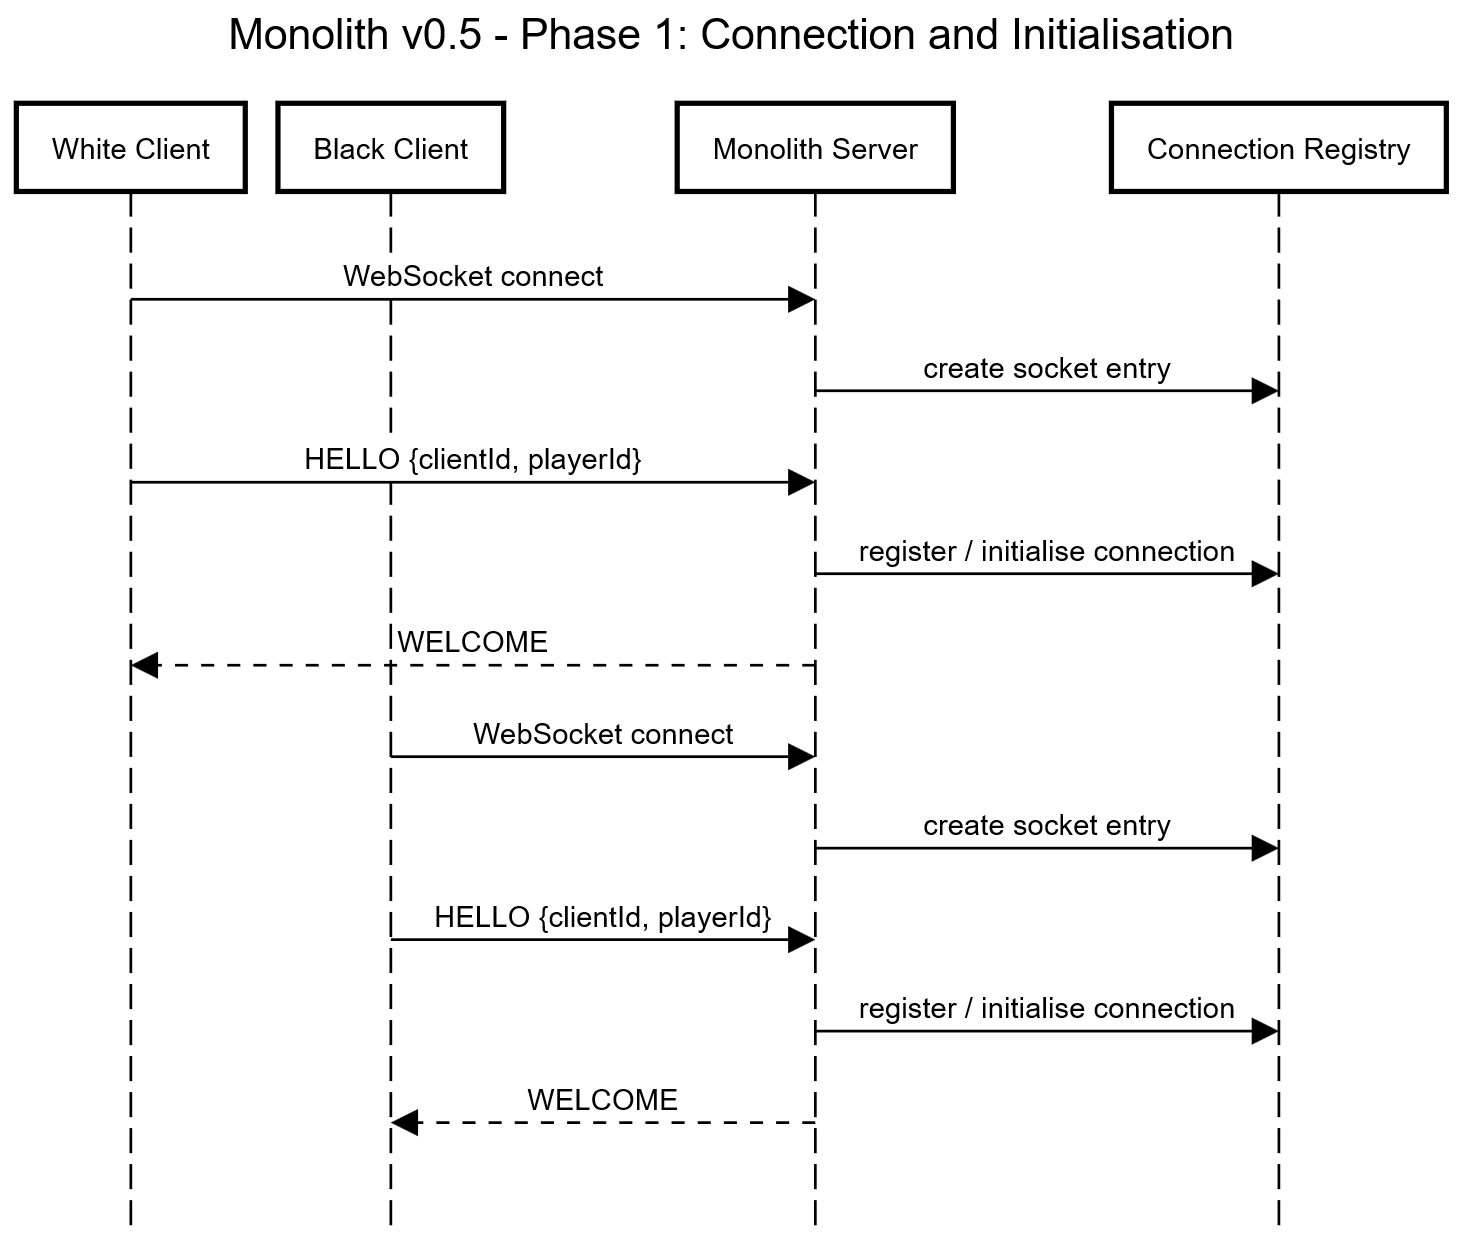 Monolith v0.5 - Phase 1: Connection and Initialisation
White Client
Black Client
Monolith Server
Connection Registry
WebSocket connect
create socket entry
HELLO {clientId, playerId}
register / initialise connection
WELCOME
WebSocket connect
create socket entry
HELLO {clientId, playerId}
register / initialise connection
WELCOME